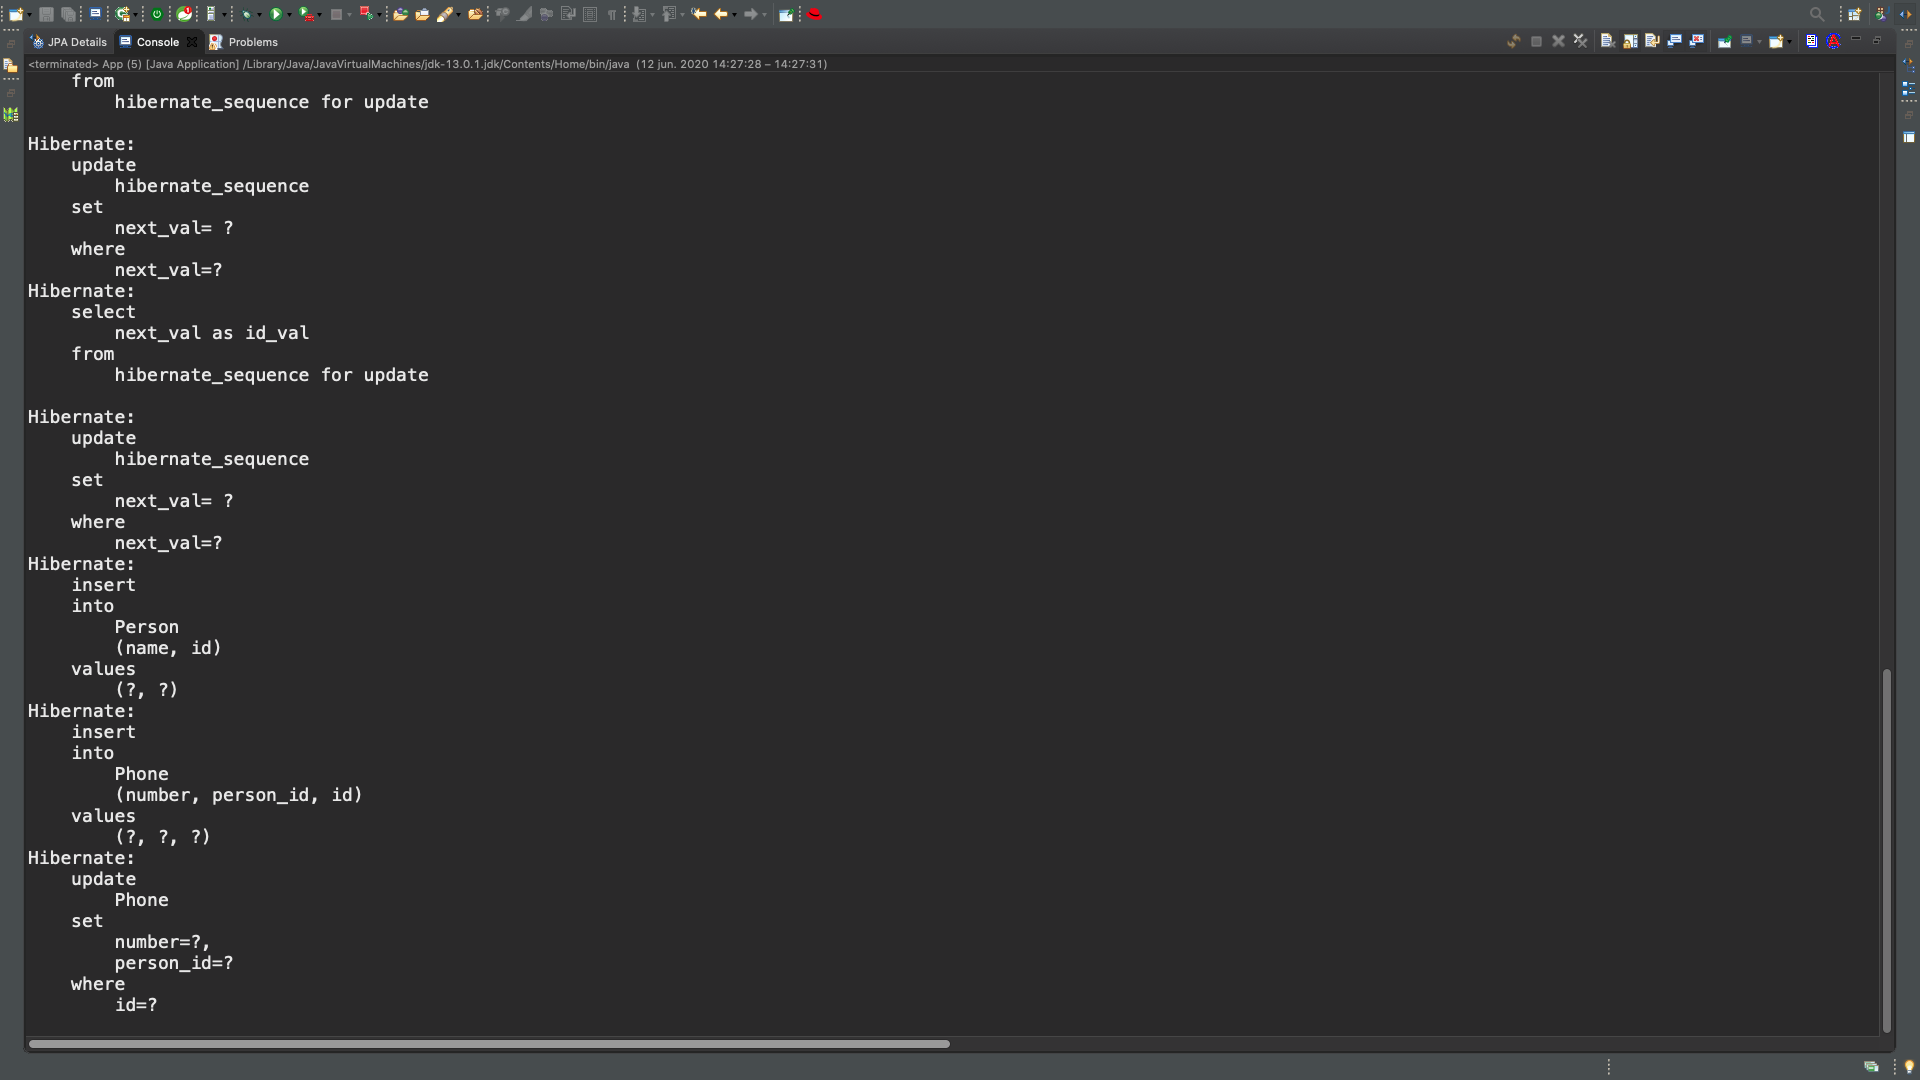 JPA Details
Console
Problems
<terminated> App (5) [Java Application] /Library/Java/JavaVirtualMachines/jdk-13.0.1.jdk/Contents/Home/bin/java (12 jun. 2020 14:27:28 – 14:27:31)
from
hibernate_sequence for update
Hibernate:
update
hibernate_sequence
set
next_val= ?
where
next_val=?
Hibernate:
select
next_val as id_val
from
hibernate_sequence for update
Hibernate:
update
hibernate_sequence
set
next_val= ?
where
next_val=?
Hibernate:
insert
into
Person
(name, id)
values
(?, ?)
Hibernate:
insert
into
Phone
(number, person_id, id)
values
(?, ?, ?)
Hibernate:
update
Phone
set
number=?,
person_id=?
where
id=?